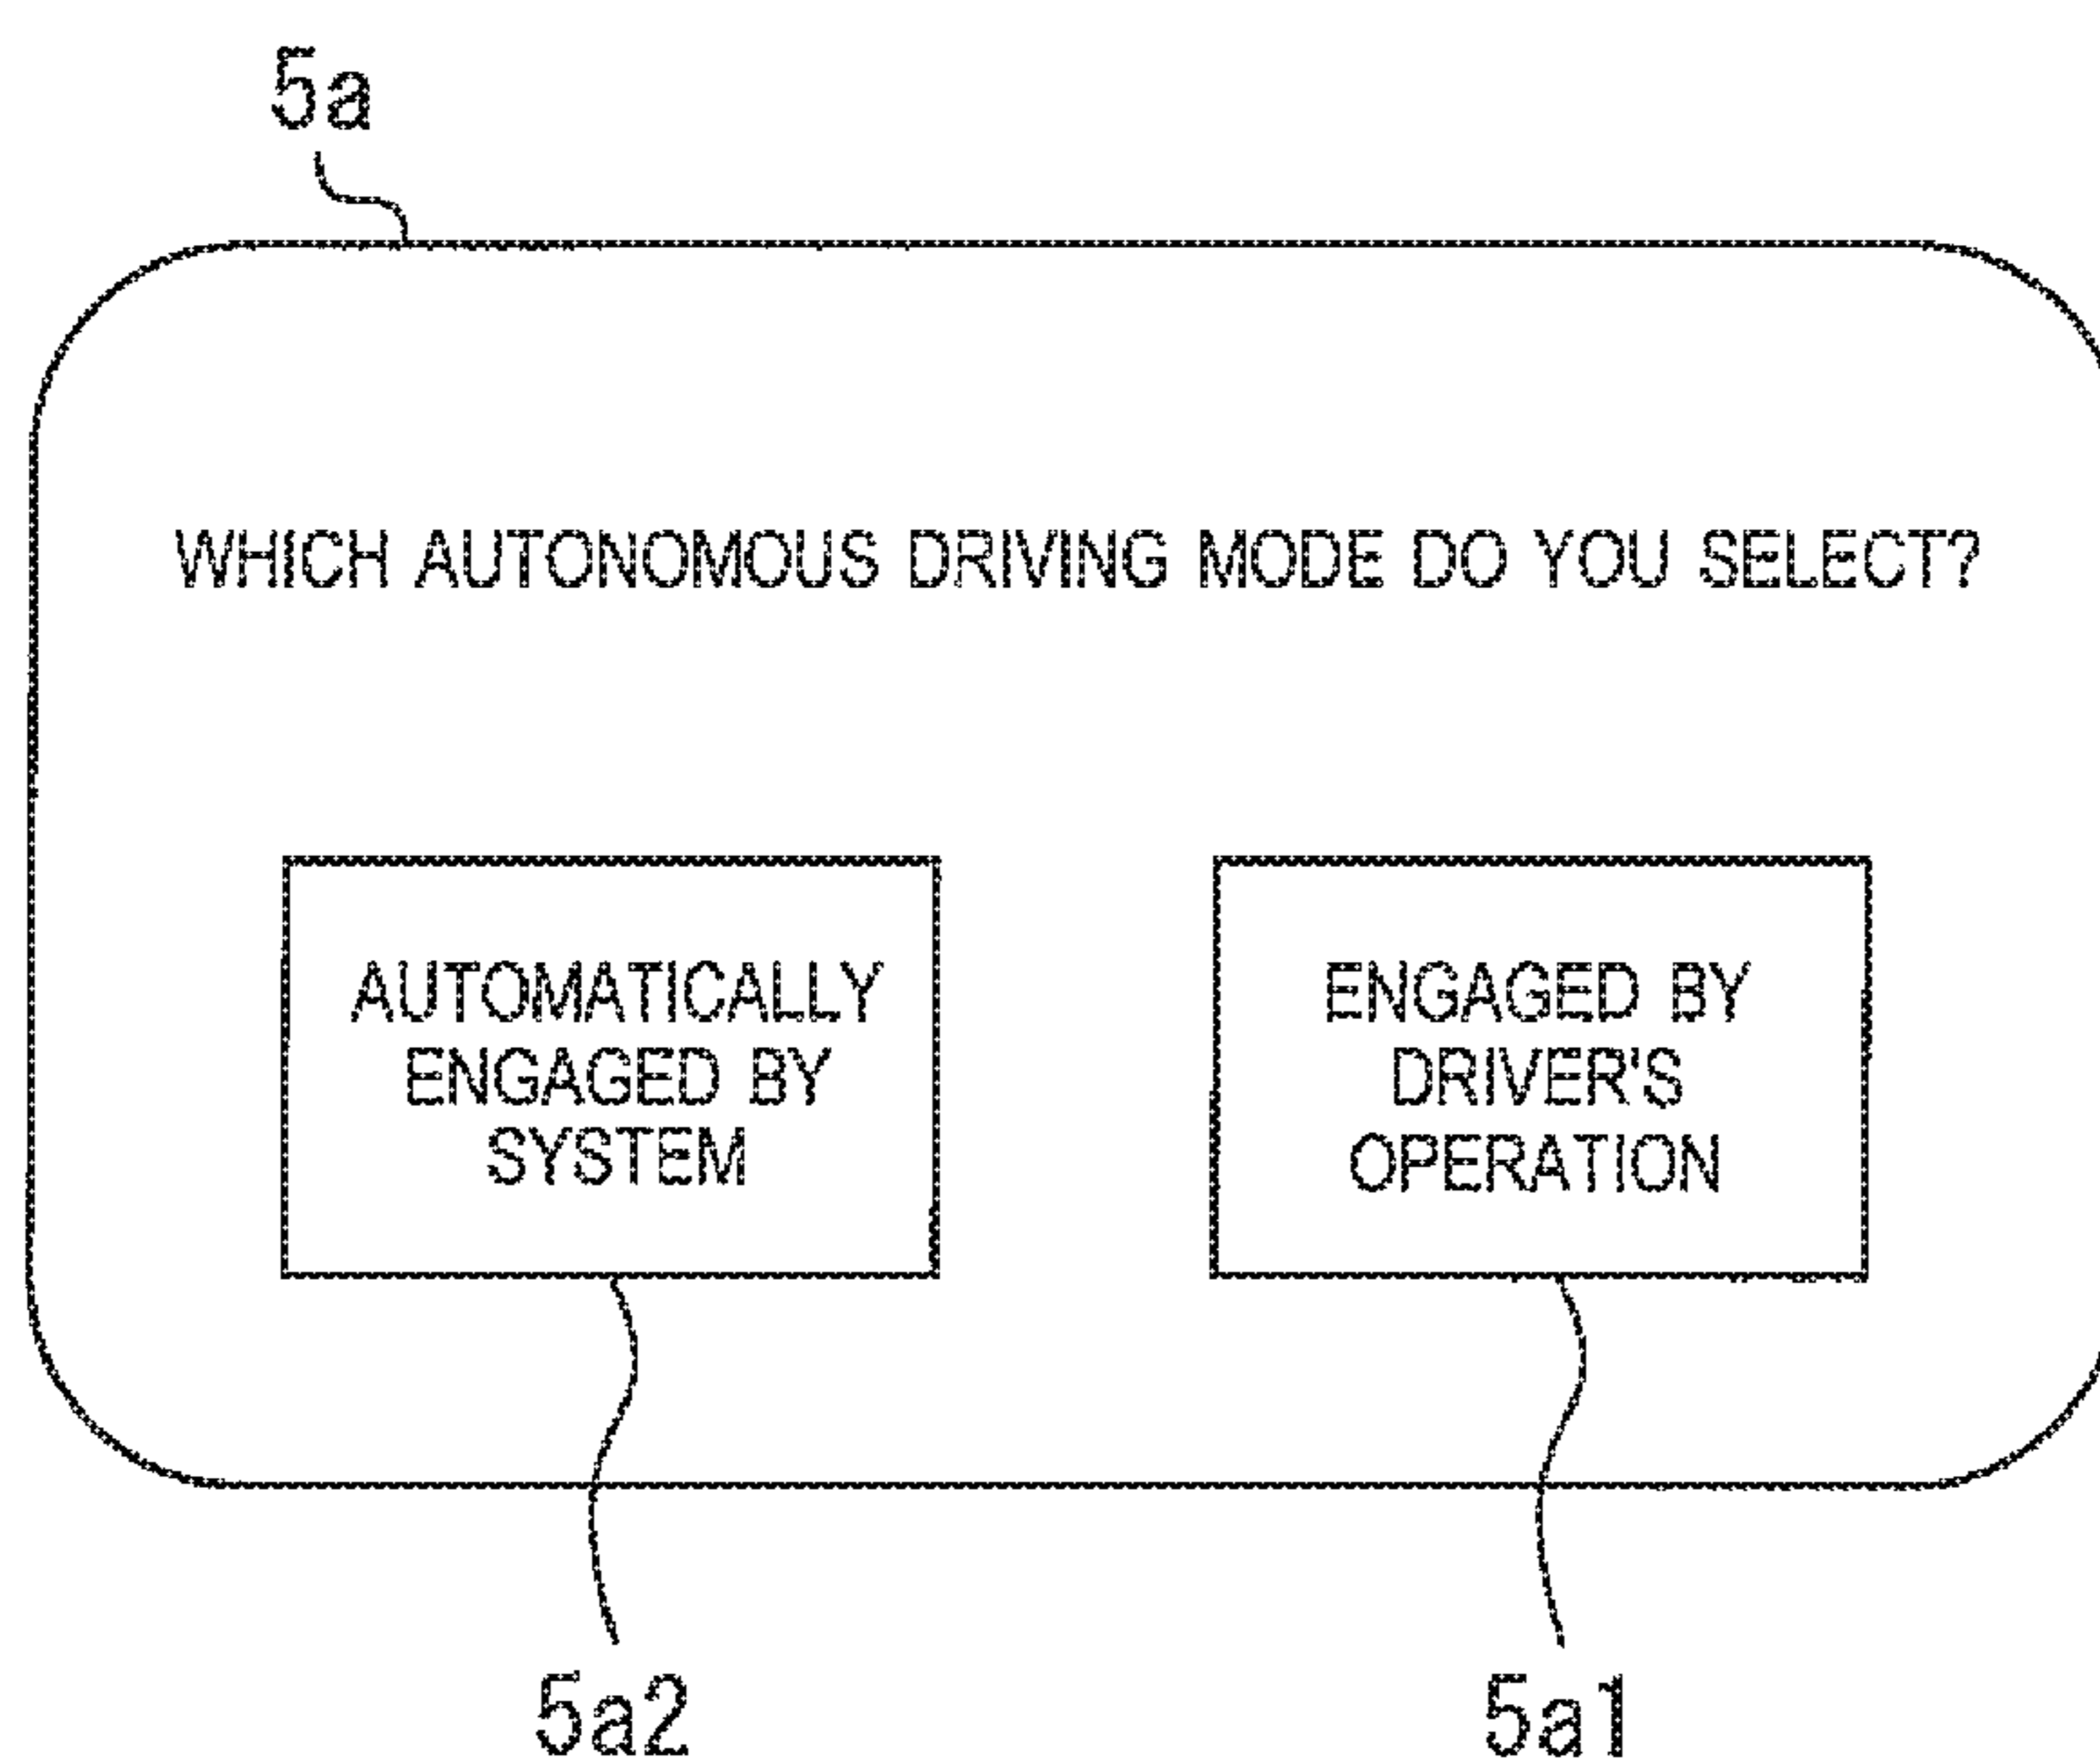 5a
WHICH AUTONOMOUS DRIVING MODE DO YOU SELECT?
AUTOMATICALLY
ENGAGED BY
SYSTEM
ENGAGED BY
DRIVER'S
OPERATION
5a2
5a1